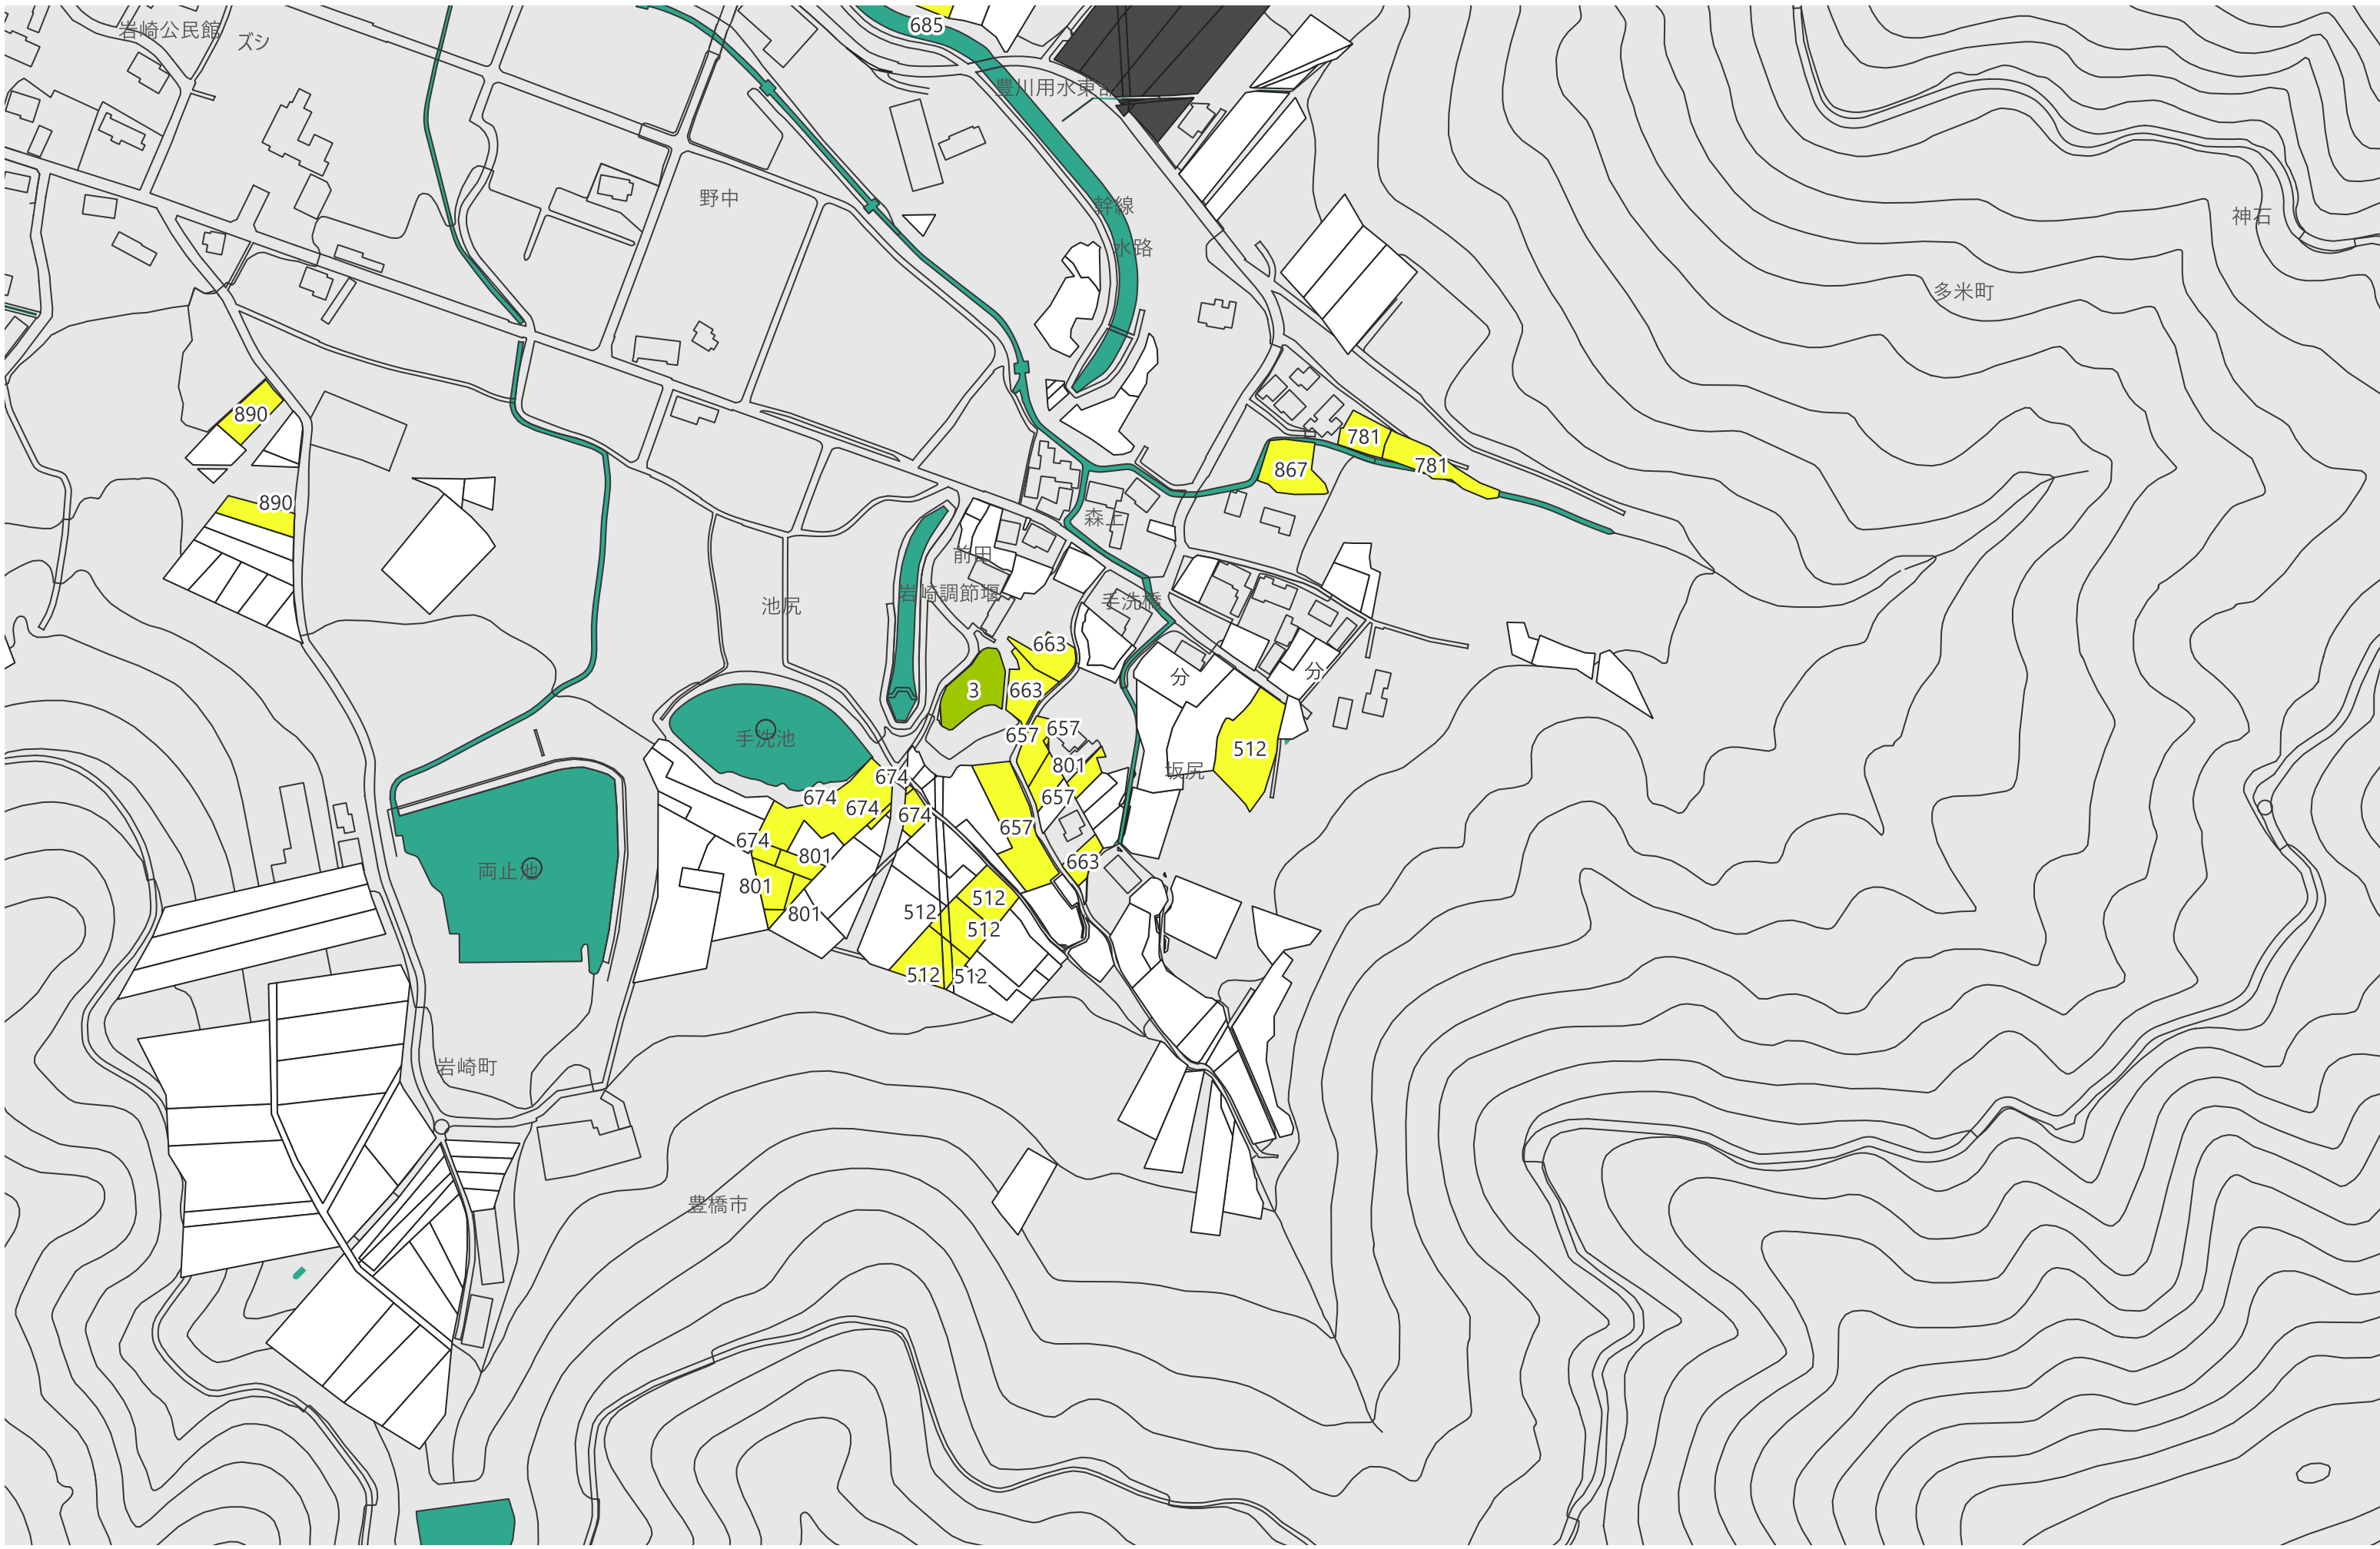 岩崎公民館
ズシ
685
豊川用水東部
野中
幹線
水路
神石
多米町
890
781
781
867
890
森上
前田
岩崎調節堰
手洗橋
池尻
663
分
分
3
663
657
657
手洗池
512
801
坂尻
674
674
657
674
674
657
674
801
663
両止池
801
512
512
801
512
512
512
岩崎町
豊橋市